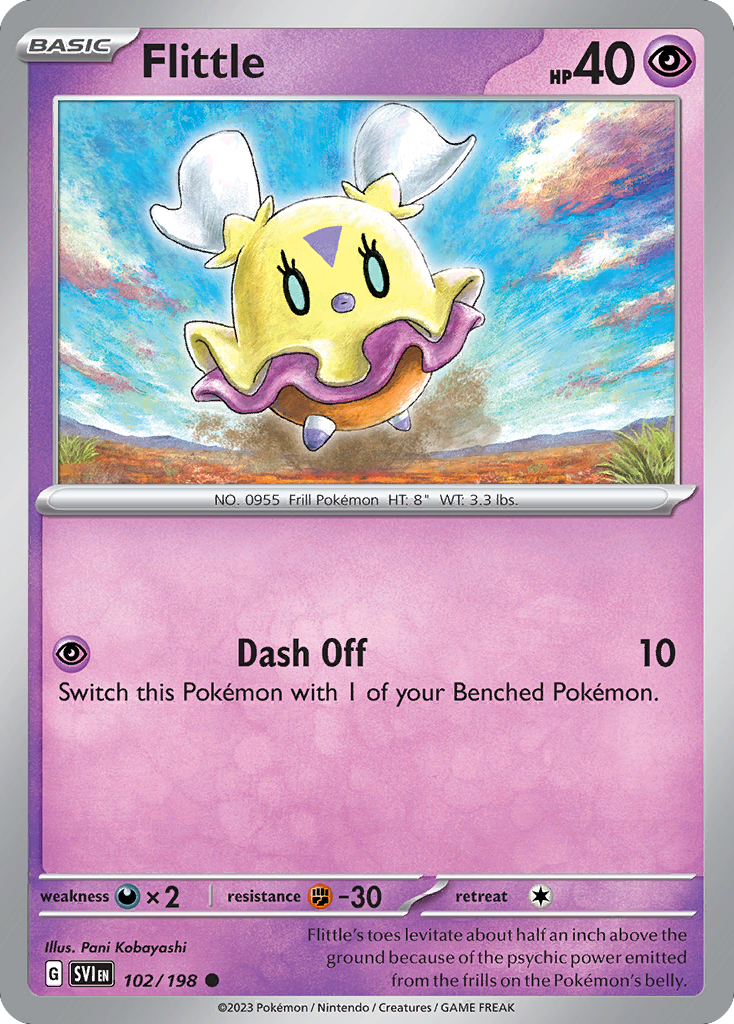 BASIC Flittle HP 40
NO. 0955 Frill Pokémon HT: 8" WT: 3.3 lbs.
Dash Off 10
Switch this Pokémon with 1 of your Benched Pokémon.
weakness ×2 resistance -30 retreat
Illus. Pani Kobayashi
G SVI EN 102/198
Flittle's toes levitate about half an inch above the
ground because of the psychic power emitted
from the frills on the Pokémon's belly.
©2023 Pokémon / Nintendo / Creatures / GAME FREAK